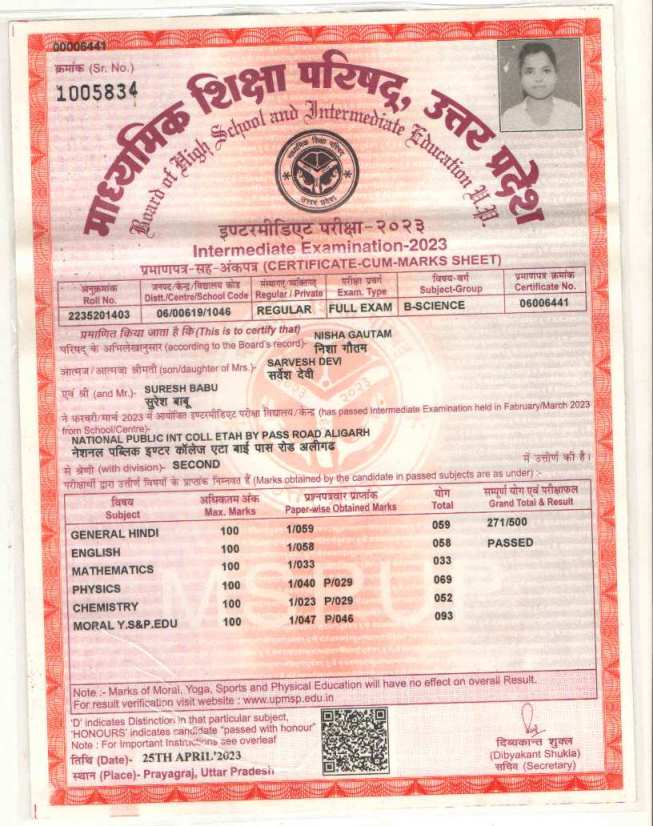 00006441
क्रमांक (Sr. No.)
1005834
माध्यमिक शिक्षा परिषद्, उत्तर प्रदेश
Board of High School and Intermediate Education U.P.
इण्टरमीडिएट परीक्षा-२०२३
Intermediate Examination-2023
प्रमाणपत्र-सह-अंकपत्र (CERTIFICATE-CUM-MARKS SHEET)
अनुक्रमांक जनपद/केन्द्र/विद्यालय कोड संस्थागत/व्यक्तिगत परीक्षा प्रकार विषय-वर्ग प्रमाणपत्र क्रमांक
Roll No. Distt./Centre/School Code Regular / Private Exam. Type Subject-Group Certificate No.
2235201403 06/00619/1046 REGULAR FULL EXAM B-SCIENCE 06006441
प्रमाणित किया जाता है कि (This is to certify that) NISHA GAUTAM
परिषद के अभिलेखानुसार (according to the Board's record)- निशा गौतम
आत्मज/आत्मजा श्रीमती (son/daughter of Mrs.)- SARVESH DEVI
सर्वेश देवी
एवं श्री (and Mr.)- SURESH BABU
सुरेश बाबू
ने फरवरी/मार्च 2023 में आयोजित इण्टरमीडिएट परीक्षा विद्यालय/केन्द्र (has passed Intermediate Examination held in Fabruary/March 2023
from School/Centre)-
NATIONAL PUBLIC INT COLL ETAH BY PASS ROAD ALIGARH
नेशनल पब्लिक इण्टर कॉलेज एटा बाई पास रोड अलीगढ
में श्रेणी (with division)- SECOND में उत्तीर्ण की है।
परीक्षार्थी द्वारा उत्तीर्ण विषयों के प्राप्तांक निम्नवत हैं (Marks obtained by the candidate in passed subjects are as under) :-
विषय अधिकतम अंक प्रश्नपत्रवार प्राप्तांक योग सम्पूर्ण योग एवं परीक्षाफल
Subject Max. Marks Paper-wise Obtained Marks Total Grand Total & Result
GENERAL HINDI 100 1/059 059 271/500
ENGLISH 100 1/058 058 PASSED
MATHEMATICS 100 1/033 033
PHYSICS 100 1/040 P/029 069
CHEMISTRY 100 1/023 P/029 052
MORAL Y.S&P.EDU 100 1/047 P/046 093
MSPUP
Note :- Marks of Moral, Yoga, Sports and Physical Education will have no effect on overall Result.
For result verification visit website : www.upmsp.edu.in
'D' indicates Distinction in that particular subject,
'HONOURS' indicates candidate "passed with honour"
Note : For Important Instructions see overleaf
तिथि (Date)- 25TH APRIL'2023
स्थान (Place)- Prayagraj, Uttar Pradesh
दिब्यकान्त शुक्ल
(Dibyakant Shukla)
सचिव (Secretary)